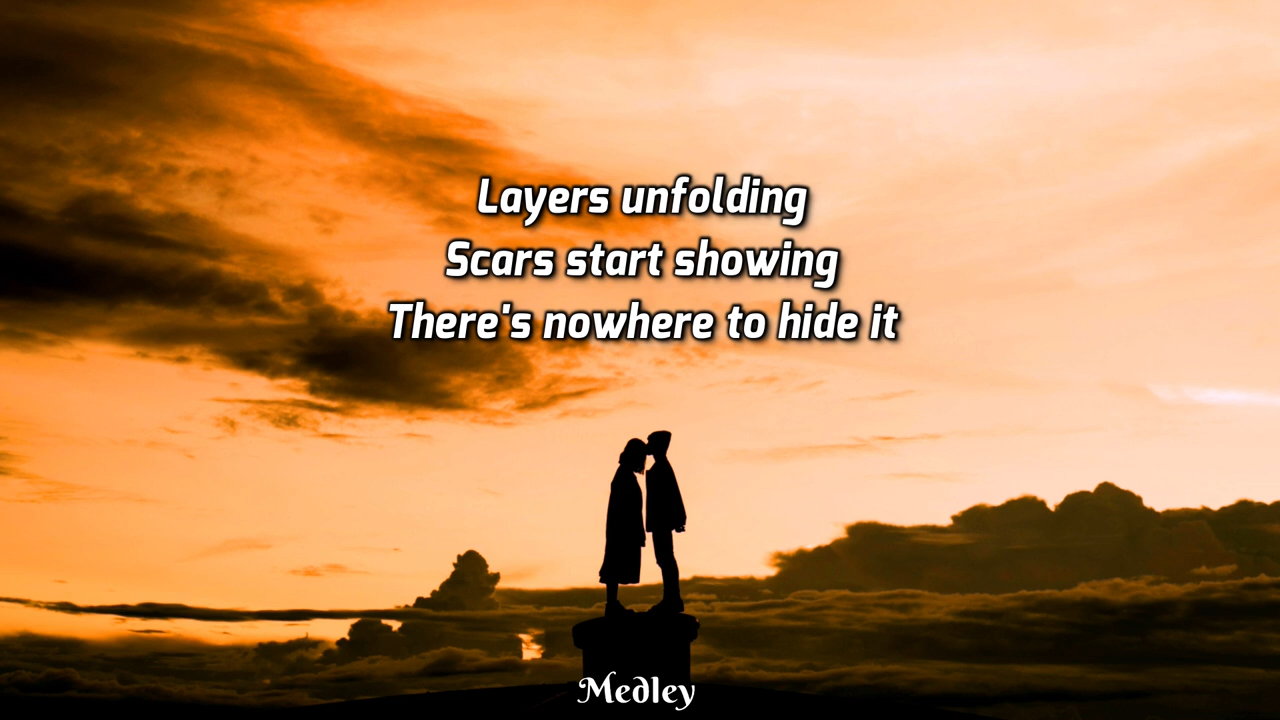 Layers unfolding
Scars start showing
There's nowhere to hide it
Medley